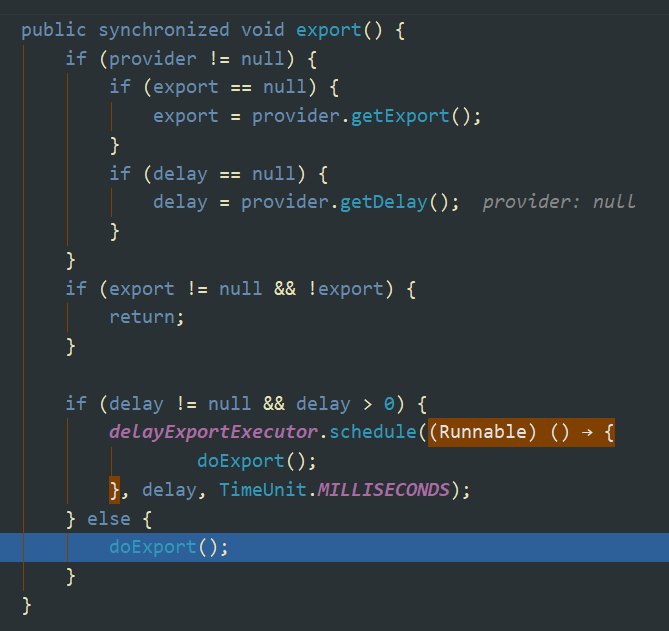 public synchronized void export() {
    if (provider != null) {
        if (export == null) {
            export = provider.getExport();
        }
        if (delay == null) {
            delay = provider.getDelay();  provider: null
        }
    }
    if (export != null && !export) {
        return;
    }

    if (delay != null && delay > 0) {
        delayExportExecutor.schedule((Runnable) () → {
                doExport();
        }, delay, TimeUnit.MILLISECONDS);
    } else {
        doExport();
    }
}